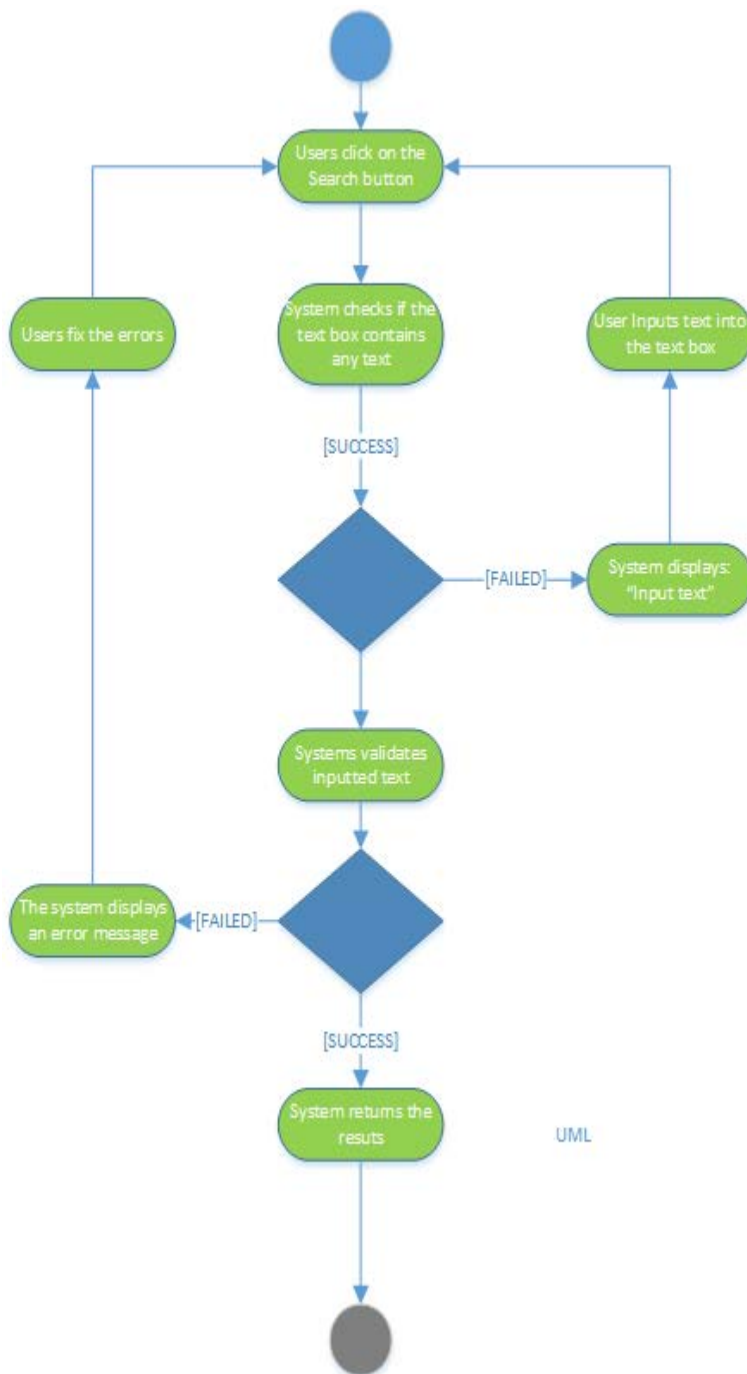 Users click on the
Search button
Users fix the errors
System checks if the
text box contains
any text
User Inputs text into
the text box
[SUCCESS]
[FAILED]
System displays:
“Input text”
Systems validates
inputted text
The system displays
an error message
[FAILED]
[SUCCESS]
System returns the
resuts
UML